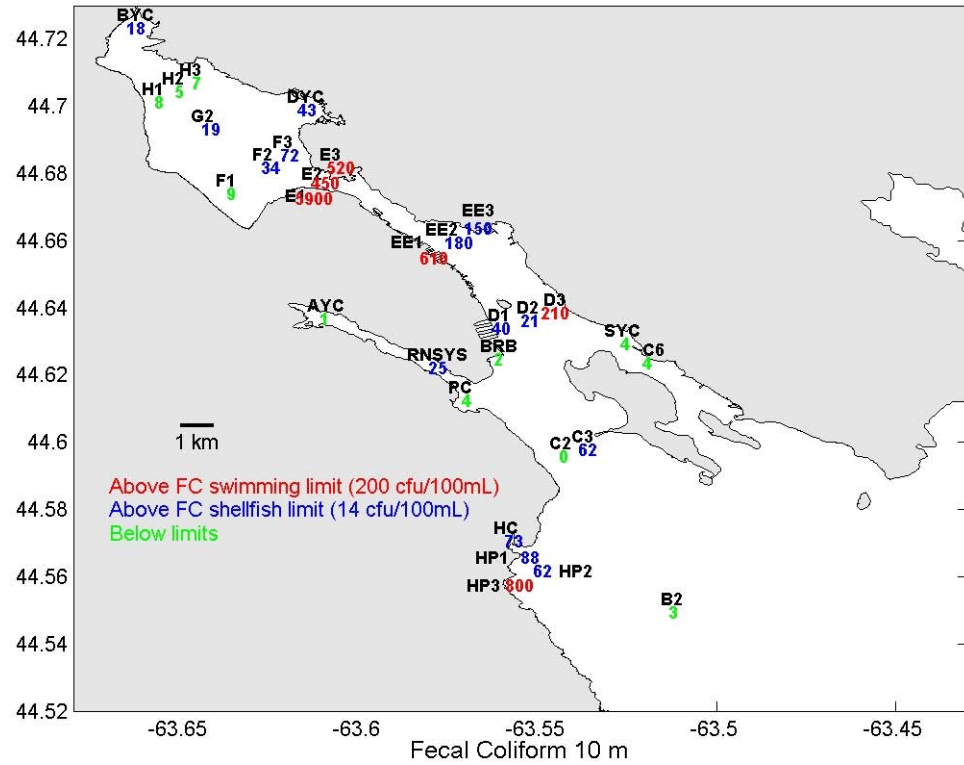 44.72
44.7
44.68
44.66
44.64
44.62
44.6
44.58
44.56
44.54
44.52
BYC
18
H3
7
H2
5
H1
8
DYC
43
G2
19
F3
72
F2
34
F1
9
E3
520
E2
450
E1
5900
EE3
150
EE2
180
EE1
610
AYC
1
D3
210
D2
21
D1
40
BRB
2
SYC
4
C6
4
RNSYS
25
PC
4
1 km
C3
62
C2
0
Above FC swimming limit (200 cfu/100mL)
Above FC shellfish limit (14 cfu/100mL)
Below limits
HC
73
HP1 88
62 HP2
HP3 800
B2
3
-63.65 -63.6 -63.55 -63.5 -63.45
Fecal Coliform 10 m